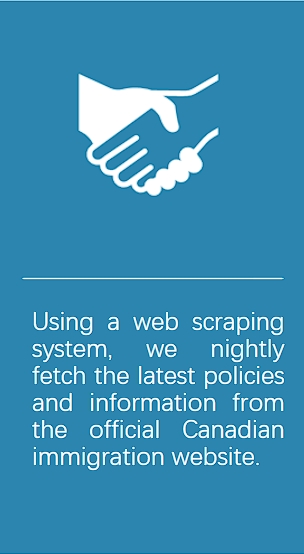 Using a web scraping
system, we nightly
fetch the latest policies
and information from
the official Canadian
immigration website.